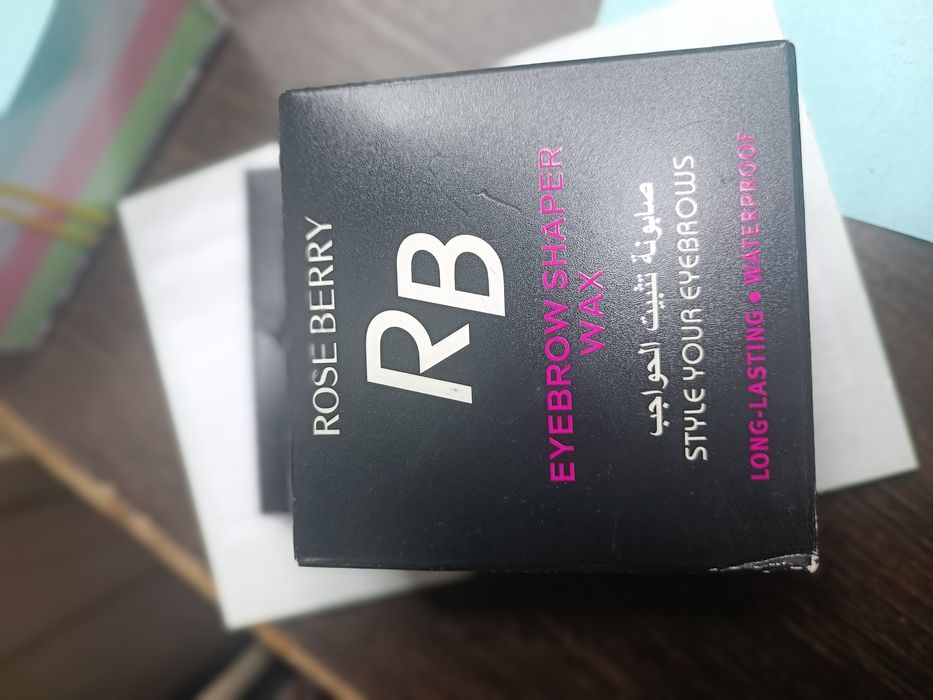 ROSE BERRY
RB
EYEBROW SHAPER
WAX
صابونة تثبيت الحواجب
STYLE YOUR EYEBROWS
LONG-LASTING • WATERPROOF